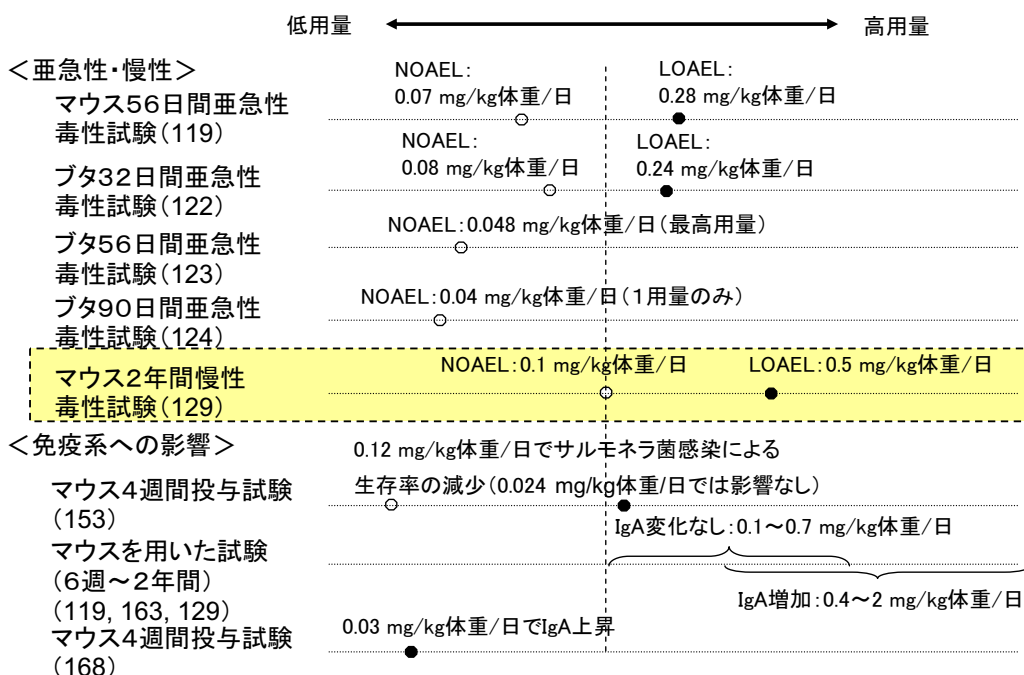 低用量 高用量
＜亜急性・慢性＞
マウス56日間亜急性
毒性試験(119)
NOAEL:
0.07 mg/kg体重/日
LOAEL:
0.28 mg/kg体重/日
ブタ32日間亜急性
毒性試験(122)
NOAEL:
0.08 mg/kg体重/日
LOAEL:
0.24 mg/kg体重/日
ブタ56日間亜急性
毒性試験(123)
NOAEL:0.048 mg/kg体重/日(最高用量)
ブタ90日間亜急性
毒性試験(124)
NOAEL:0.04 mg/kg体重/日(1用量のみ)
マウス2年間慢性
毒性試験(129)
NOAEL:0.1 mg/kg体重/日
LOAEL:0.5 mg/kg体重/日
＜免疫系への影響＞
マウス4週間投与試験
(153)
0.12 mg/kg体重/日でサルモネラ菌感染による
生存率の減少(0.024 mg/kg体重/日では影響なし)
マウスを用いた試験
(6週～2年間)
(119, 163, 129)
IgA変化なし:0.1～0.7 mg/kg体重/日
IgA増加:0.4～2 mg/kg体重/日
マウス4週間投与試験
(168)
0.03 mg/kg体重/日でIgA上昇